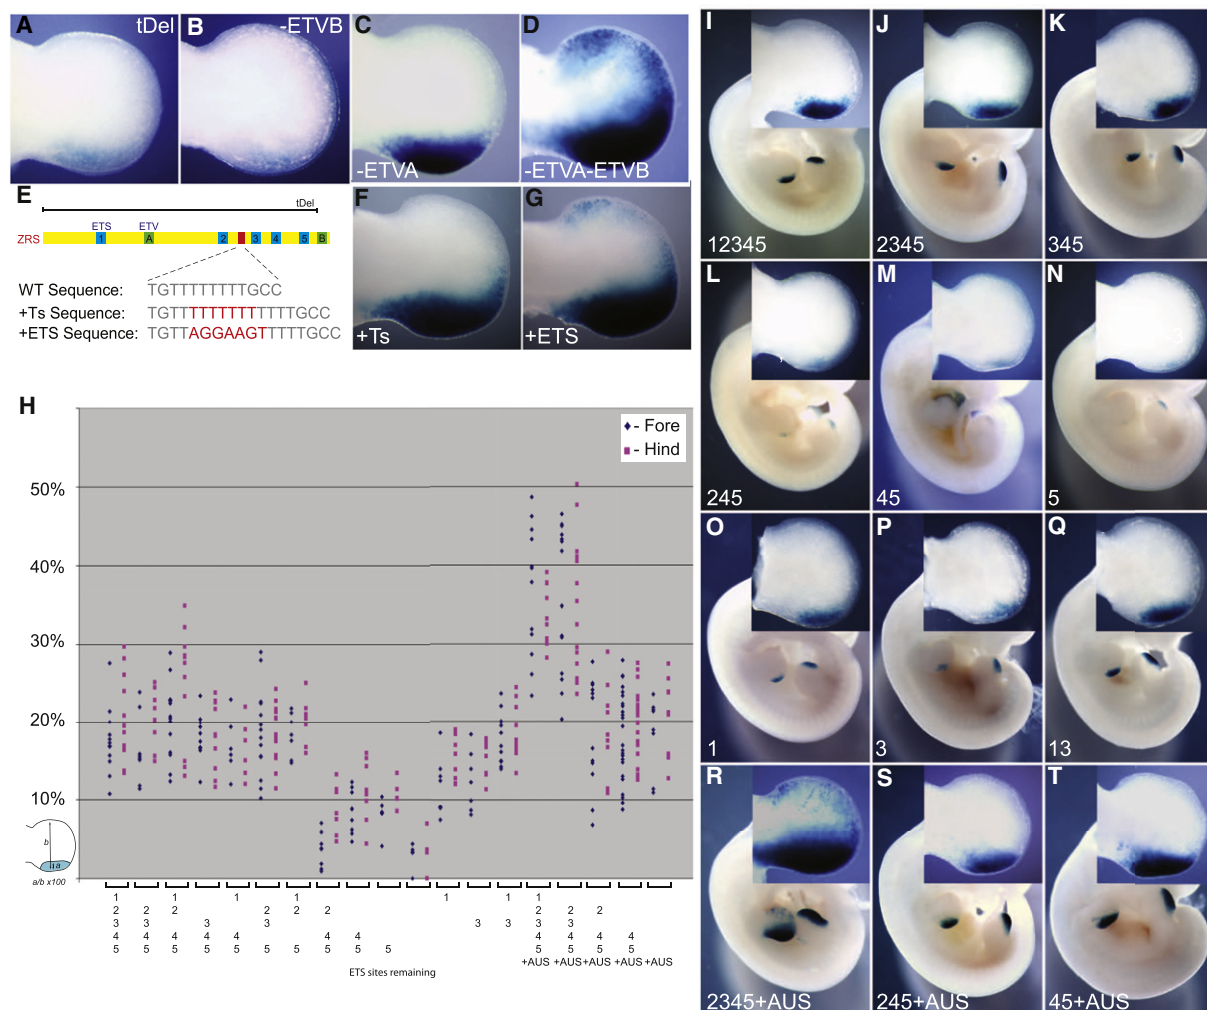 A
tDel
B
-ETVB
C
-ETVA
D
-ETVA-ETVB
E
tDel
ETS
ETV
ZRS
1
A
2
3
4
5
B
WT Sequence:
TGTTTTTTTTGCC
+Ts Sequence:
TGTTTTTTTTTTTTTGCC
+ETS Sequence:
TGTTAGGAAGTTTTTTGCC
F
+Ts
G
+ETS
H
- Fore
- Hind
50%
40%
30%
20%
10%
b
a
a/b x100
1 1 1 1 2 1 1 1
2 2 2 2 2 2 2 2
3 3 3 3 3 3 3 3
4 4 4 4 4 4 4 4 4
5 5 5 5 5 5 5 5 5 5 5 5 5 5
+AUS +AUS +AUS +AUS +AUS
ETS sites remaining
I
12345
J
2345
K
345
L
245
M
45
N
5
O
1
P
3
Q
13
R
2345+AUS
S
245+AUS
T
45+AUS